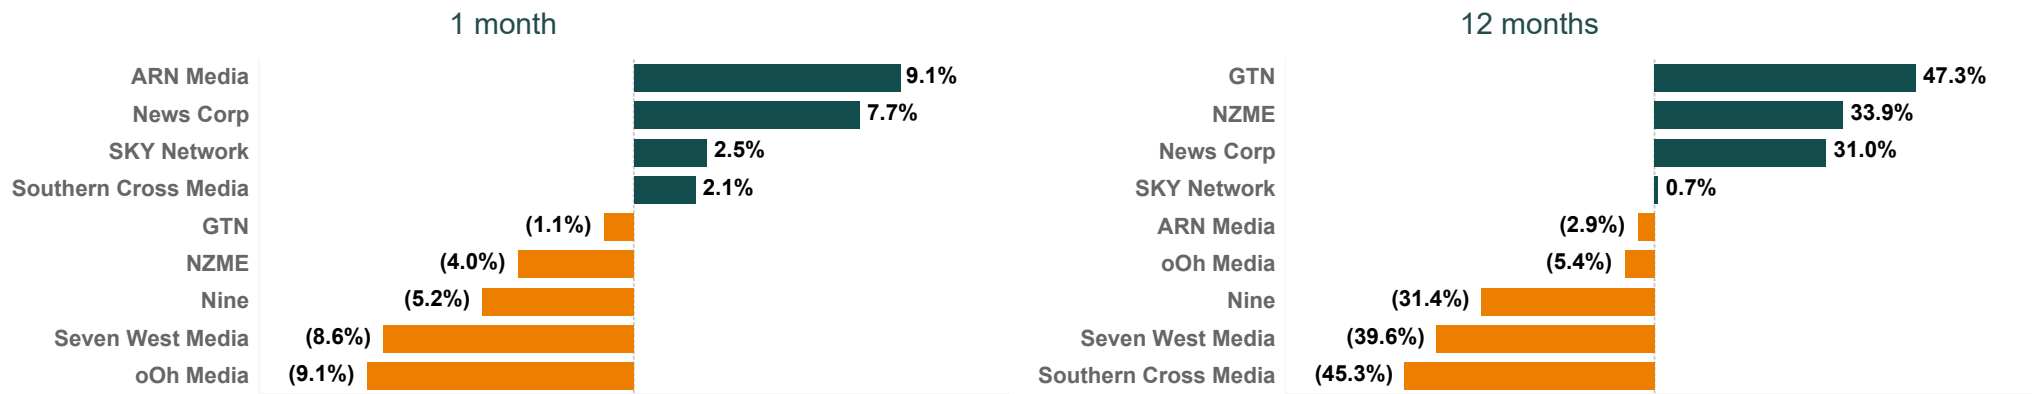 1 month
ARN Media 9.1%
News Corp 7.7%
SKY Network 2.5%
Southern Cross Media 2.1%
GTN (1.1%)
NZME (4.0%)
Nine (5.2%)
Seven West Media (8.6%)
oOh Media (9.1%)
12 months
GTN 47.3%
NZME 33.9%
News Corp 31.0%
SKY Network 0.7%
ARN Media (2.9%)
oOh Media (5.4%)
Nine (31.4%)
Seven West Media (39.6%)
Southern Cross Media (45.3%)